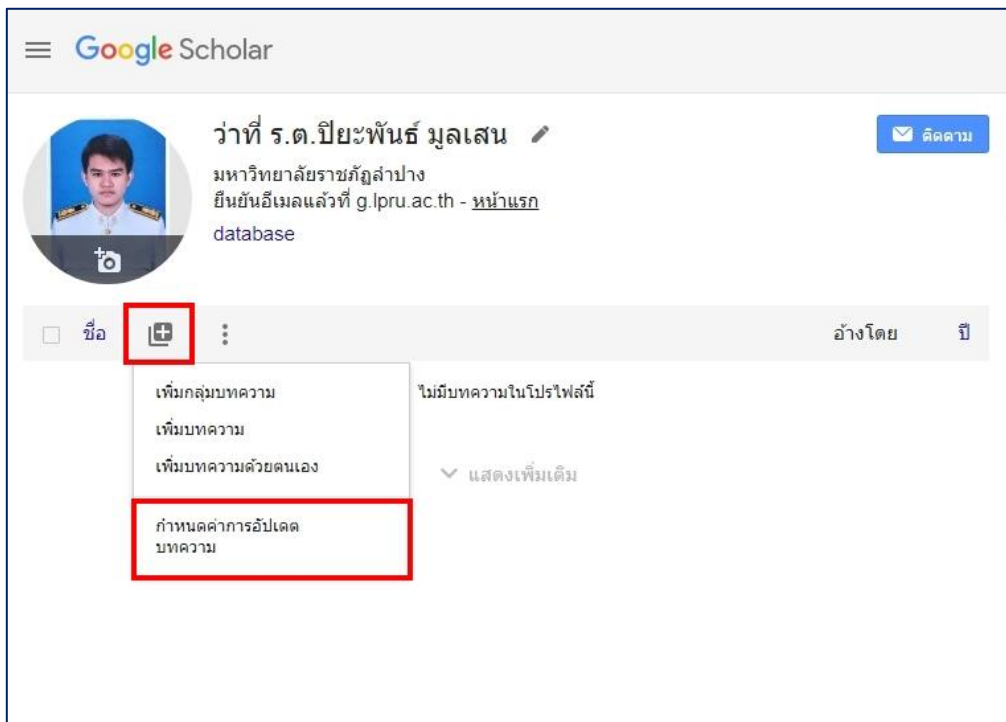 Google Scholar
ว่าที่ ร.ต.ปิยะพันธ์ มูลเสน
ติดตาม
มหาวิทยาลัยราชภัฏลำปาง
ยืนยันอีเมลแล้วที่ g.lpru.ac.th - หน้าแรก
database
ชื่อ
อ้างโดย
ปี
เพิ่มกลุ่มบทความ
ไม่มีบทความในโปรไฟล์นี้
เพิ่มบทความ
เพิ่มบทความด้วยตนเอง
แสดงเพิ่มเติม
กำหนดค่าการอัปเดต
บทความ